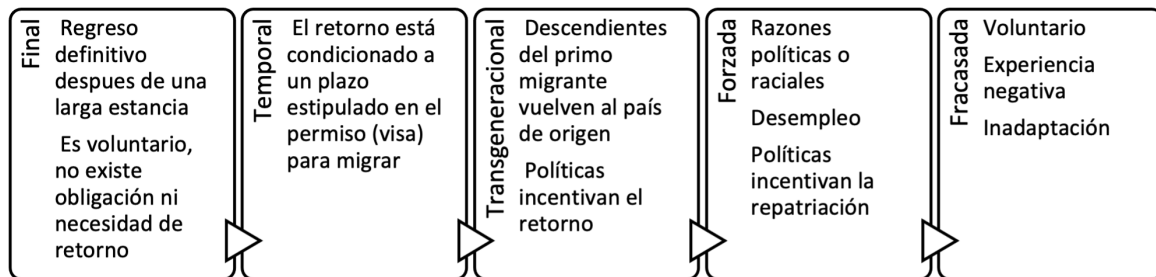 Final
Regreso
definitivo
despues de una
larga estancia
Es voluntario,
no existe
obligación ni
necesidad de
retorno
Temporal
El retorno está
condicionado a
un plazo
estipulado en el
permiso (visa)
para migrar
Transgeneracional
Descendientes
del primo
migrante
vuelven al país
de origen
Políticas
incentivan el
retorno
Forzada
Razones
políticas o
raciales
Desempleo
Políticas
incentivan la
repatriación
Fracasada
Voluntario
Experiencia
negativa
Inadaptación